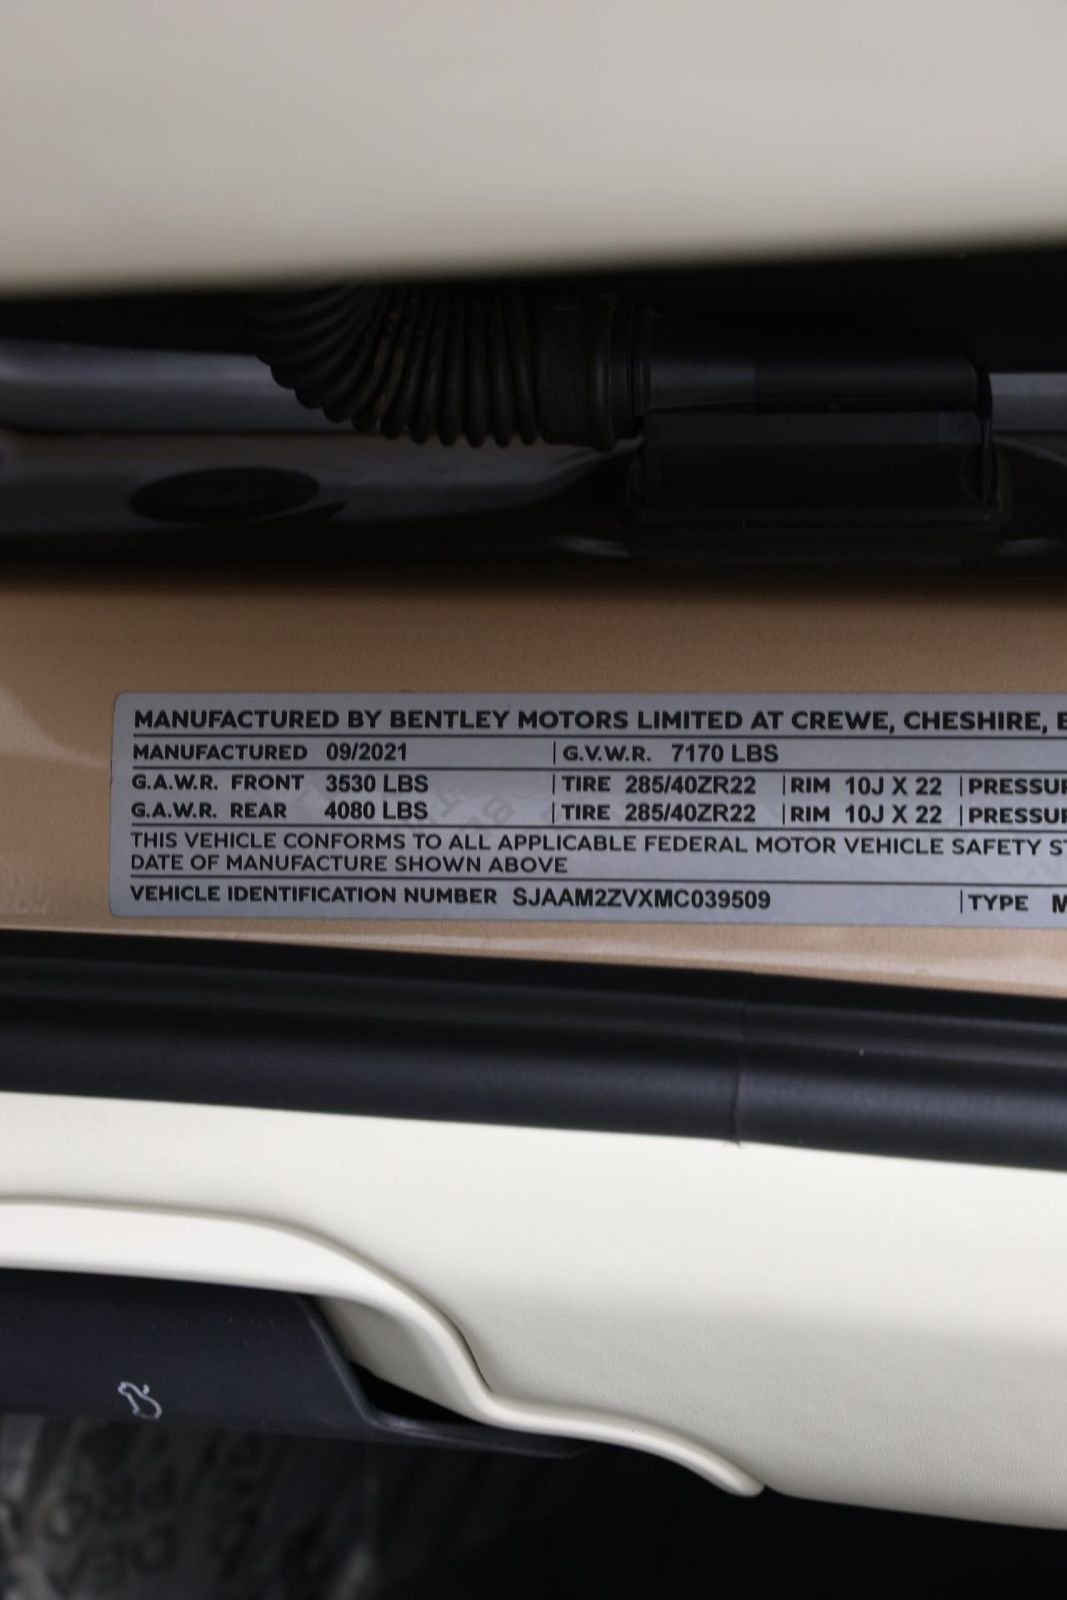 MANUFACTURED BY BENTLEY MOTORS LIMITED AT CREWE, CHESHIRE,
MANUFACTURED 09/2021 G.V.W.R. 7170 LBS
G.A.W.R. FRONT 3530 LBS TIRE 285/40ZR22 RIM 10J X 22
G.A.W.R. REAR 4080 LBS TIRE 285/40ZR22 RIM 10J X 22
THIS VEHICLE CONFORMS TO ALL APPLICABLE FEDERAL MOTOR VEHICLE SAFETY
DATE OF MANUFACTURE SHOWN ABOVE
VEHICLE IDENTIFICATION NUMBER SJAAM2ZVXMC039509 TYPE